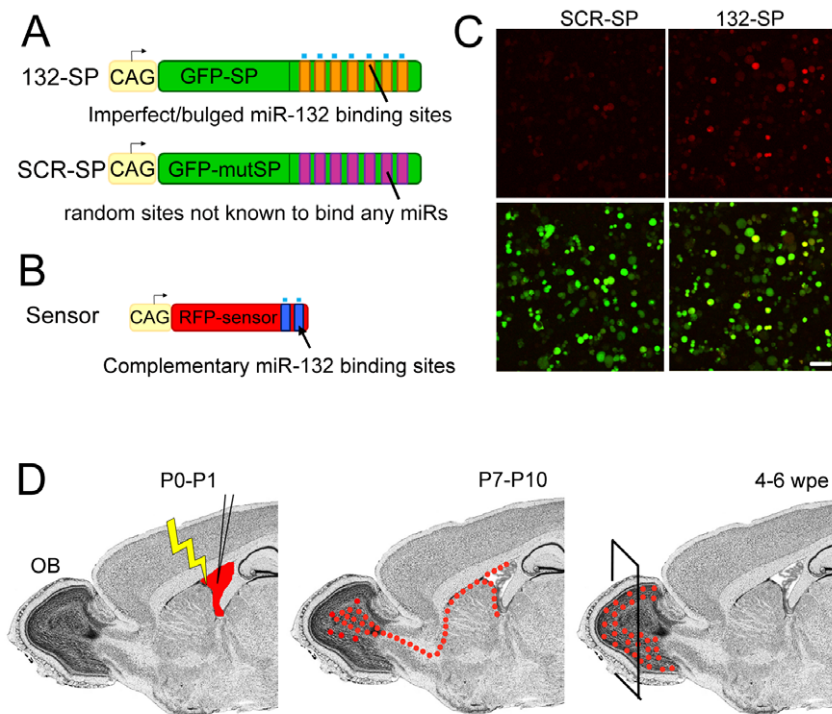 A
132-SP
CAG
GFP-SP
Imperfect/bulged miR-132 binding sites
SCR-SP
CAG
GFP-mutSP
random sites not known to bind any miRs
B
Sensor
CAG
RFP-sensor
Complementary miR-132 binding sites
C
SCR-SP
132-SP
D
P0-P1
OB
P7-P10
4-6 wpe